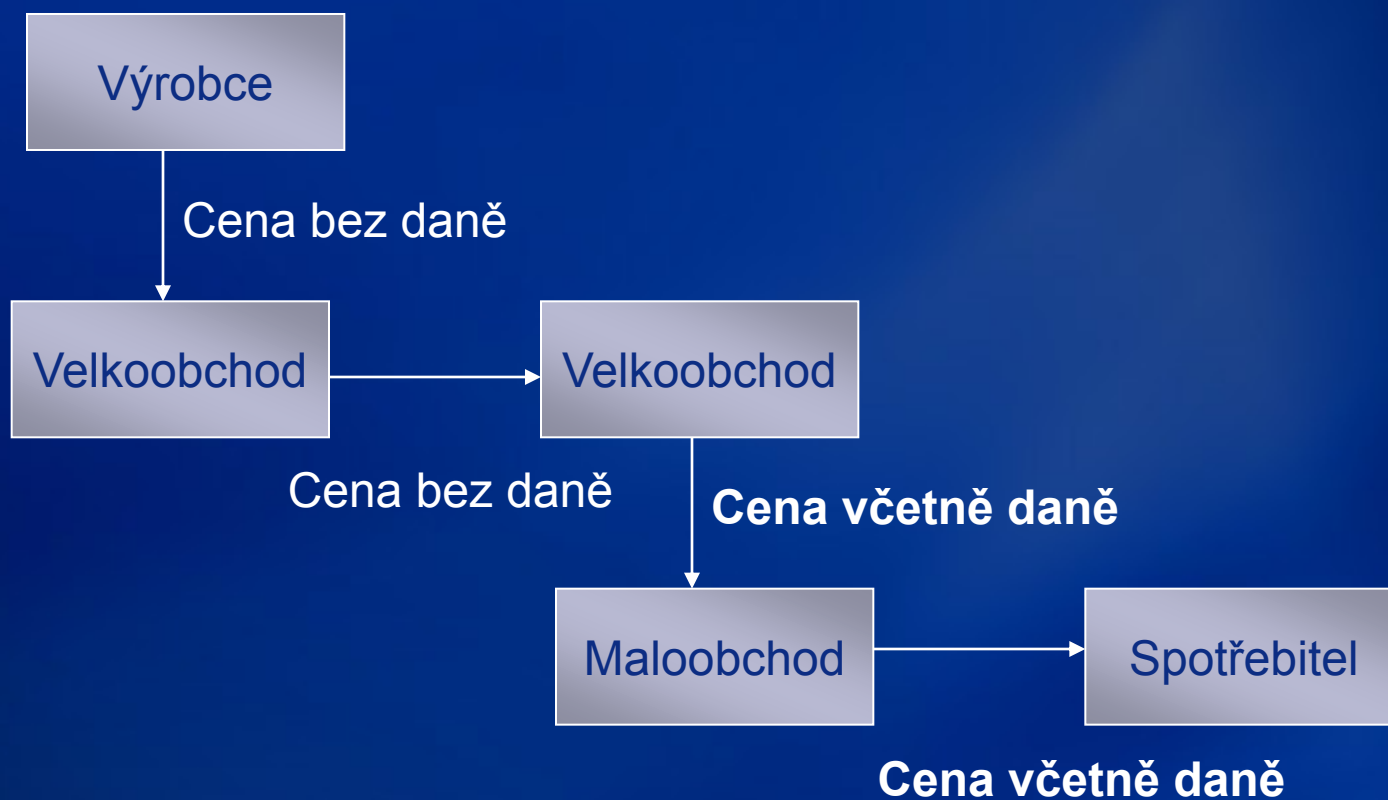 Výrobce
Cena bez daně
Velkoobchod
Velkoobchod
Cena bez daně
Cena včetně daně
Maloobchod
Spotřebitel
Cena včetně daně